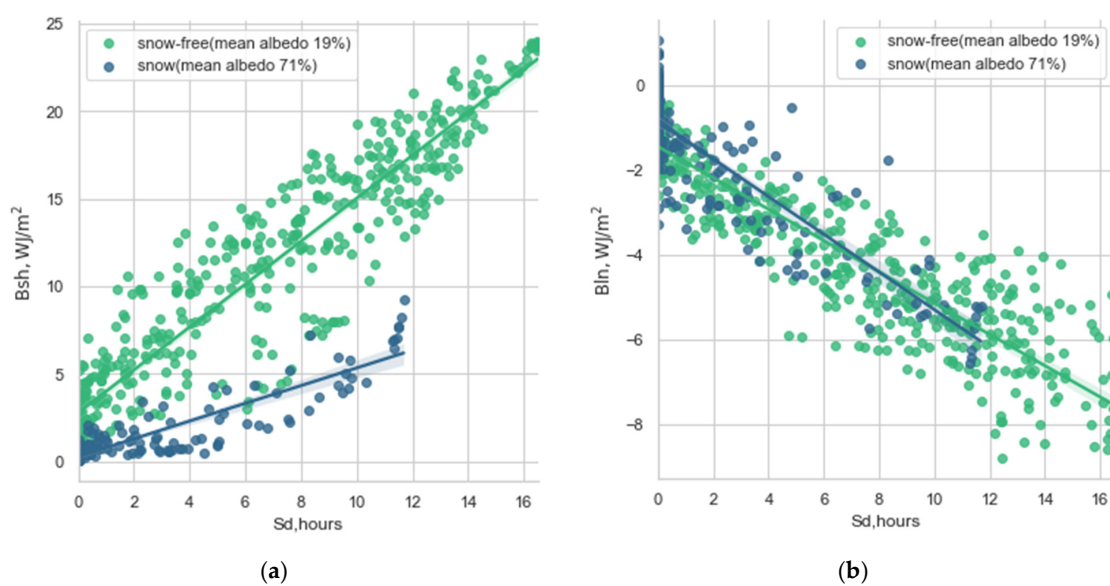 25
20
15
10
5
0
Bsh, WJ/m²
snow-free(mean albedo 19%)
snow(mean albedo 71%)
0 2 4 6 8 10 12 14 16
Sd,hours
(a)
0
−2
−4
−6
−8
Bln, WJ/m²
snow-free(mean albedo 19%)
snow(mean albedo 71%)
0 2 4 6 8 10 12 14 16
Sd,hours
(b)